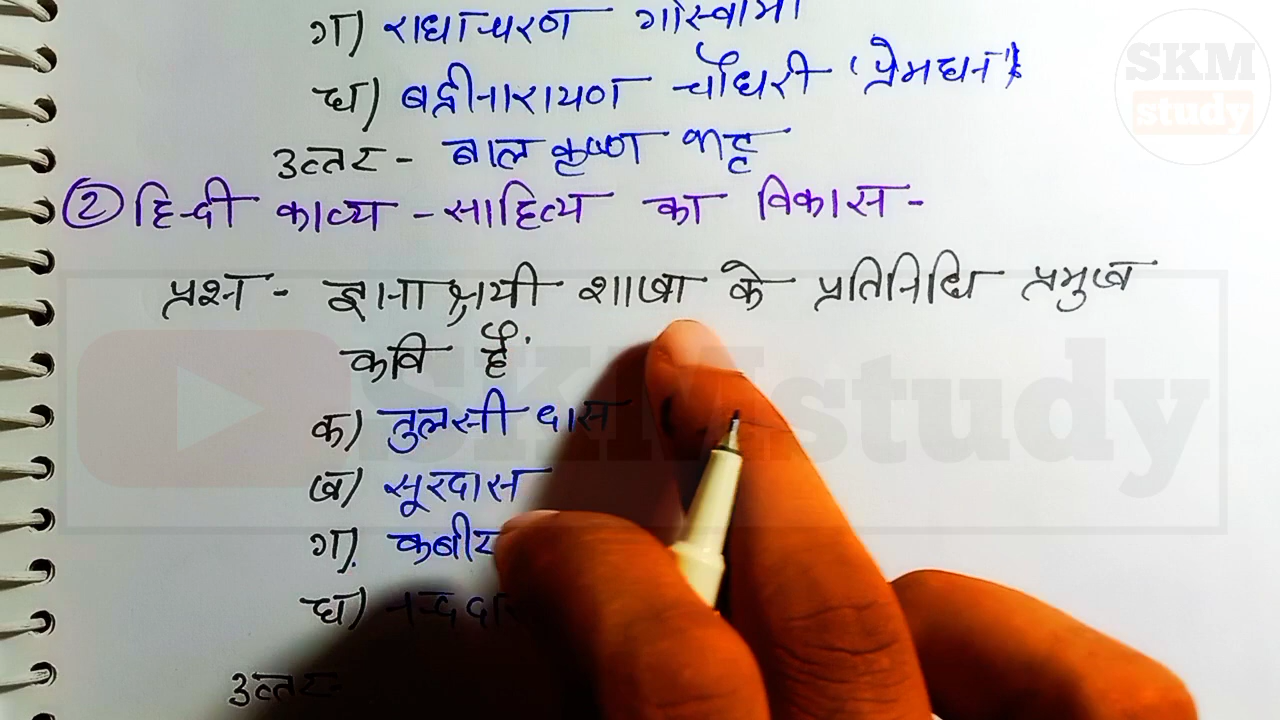 ग) राधाचरण गोस्वामी
घ) बद्रीनारायण चौधरी 'प्रेमघन'
उत्तर - बाल कृष्ण भट्ट
② हिन्दी काव्य - साहित्य का विकास -
प्रश्न - ज्ञानाश्रयी शाखा के प्रतिनिधि प्रमुख
कवि हैं
क) तुलसी दास
ख) सूरदास
ग) कबीर
घ)
उत्तर-
SKM
study
SKMstudy